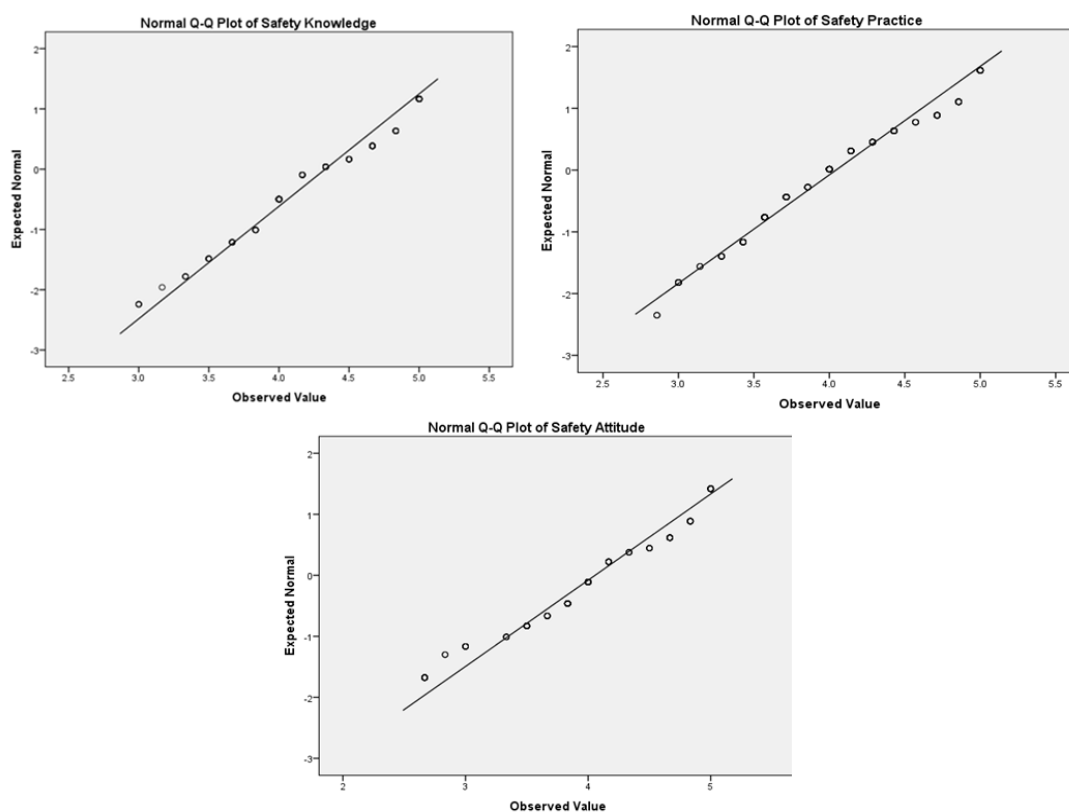 Normal Q-Q Plot of Safety Knowledge
2
1
0
-1
-2
-3
Expected Normal
2.5 3.0 3.5 4.0 4.5 5.0 5.5
Observed Value
Normal Q-Q Plot of Safety Practice
2
1
0
-1
-2
-3
Expected Normal
2.5 3.0 3.5 4.0 4.5 5.0 5.5
Observed Value
Normal Q-Q Plot of Safety Attitude
2
1
0
-1
-2
-3
Expected Normal
2 3 4 5
Observed Value